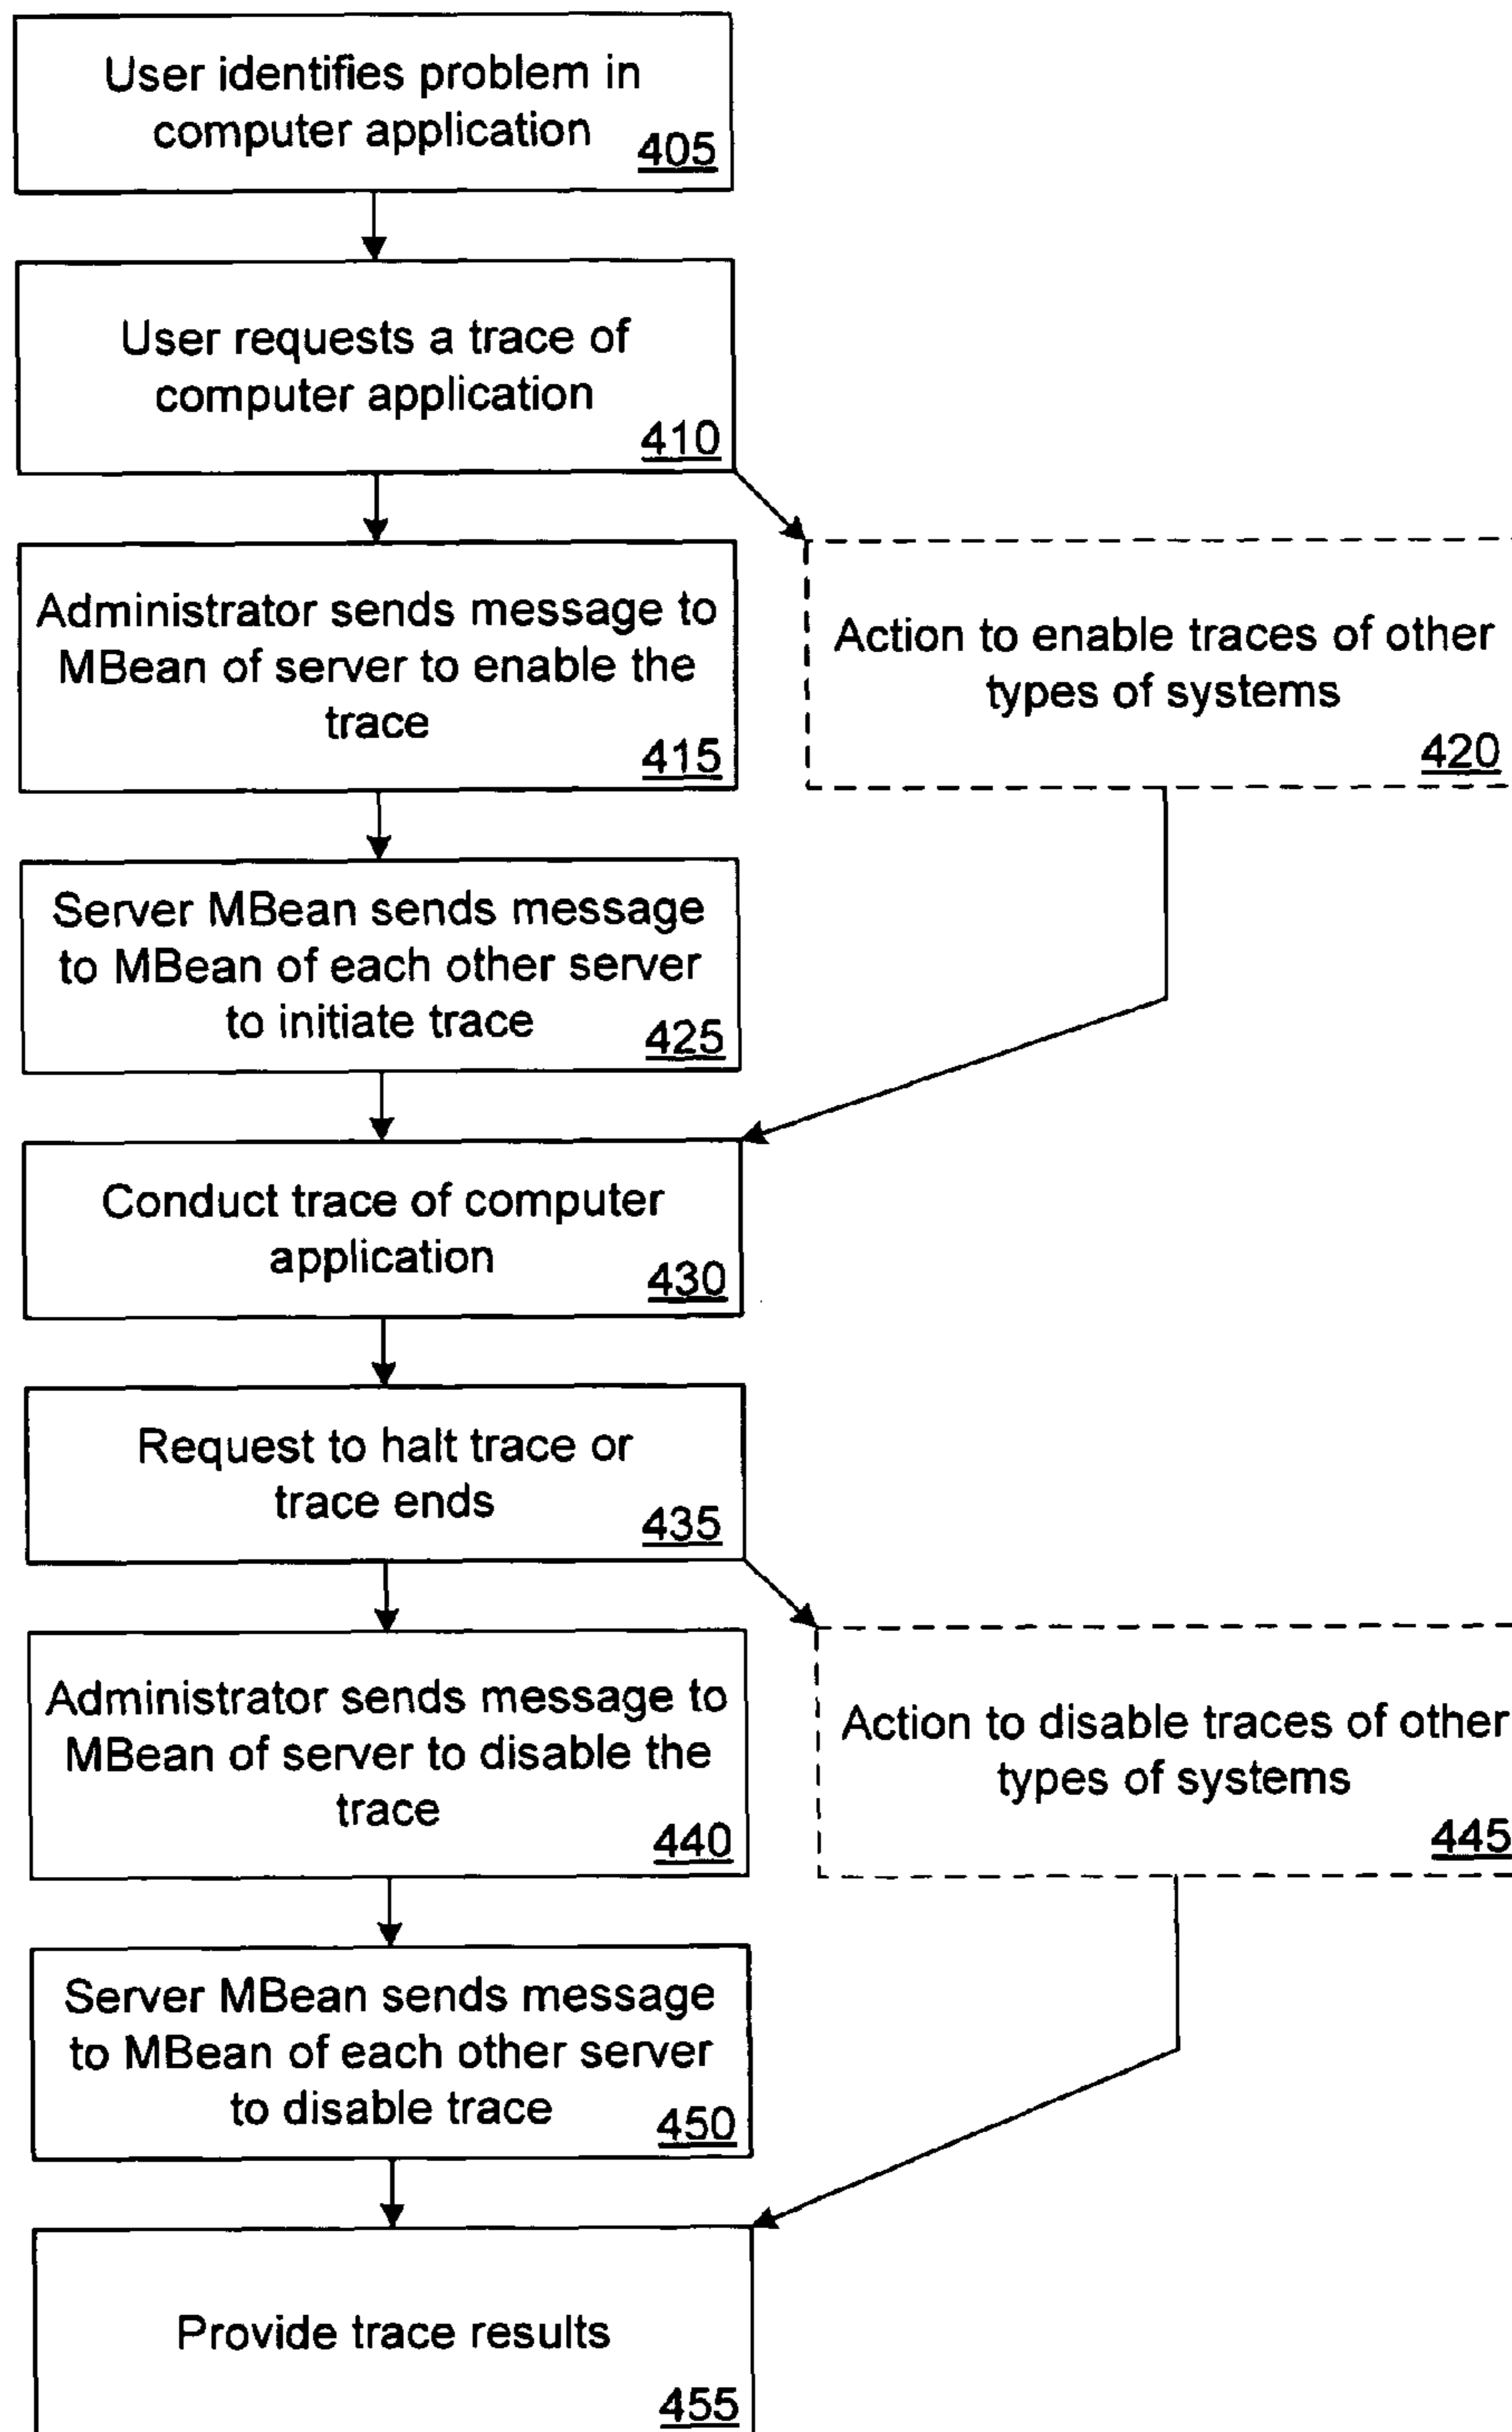 User identifies problem in
computer application
405
User requests a trace of
computer application
410
Administrator sends message to
MBean of server to enable the
trace
415
Action to enable traces of other
types of systems
420
Server MBean sends message
to MBean of each other server
to initiate trace
425
Conduct trace of computer
application
430
Request to halt trace or
trace ends
435
Administrator sends message to
MBean of server to disable the
trace
440
Action to disable traces of other
types of systems
445
Server MBean sends message
to MBean of each other server
to disable trace
450
Provide trace results
455